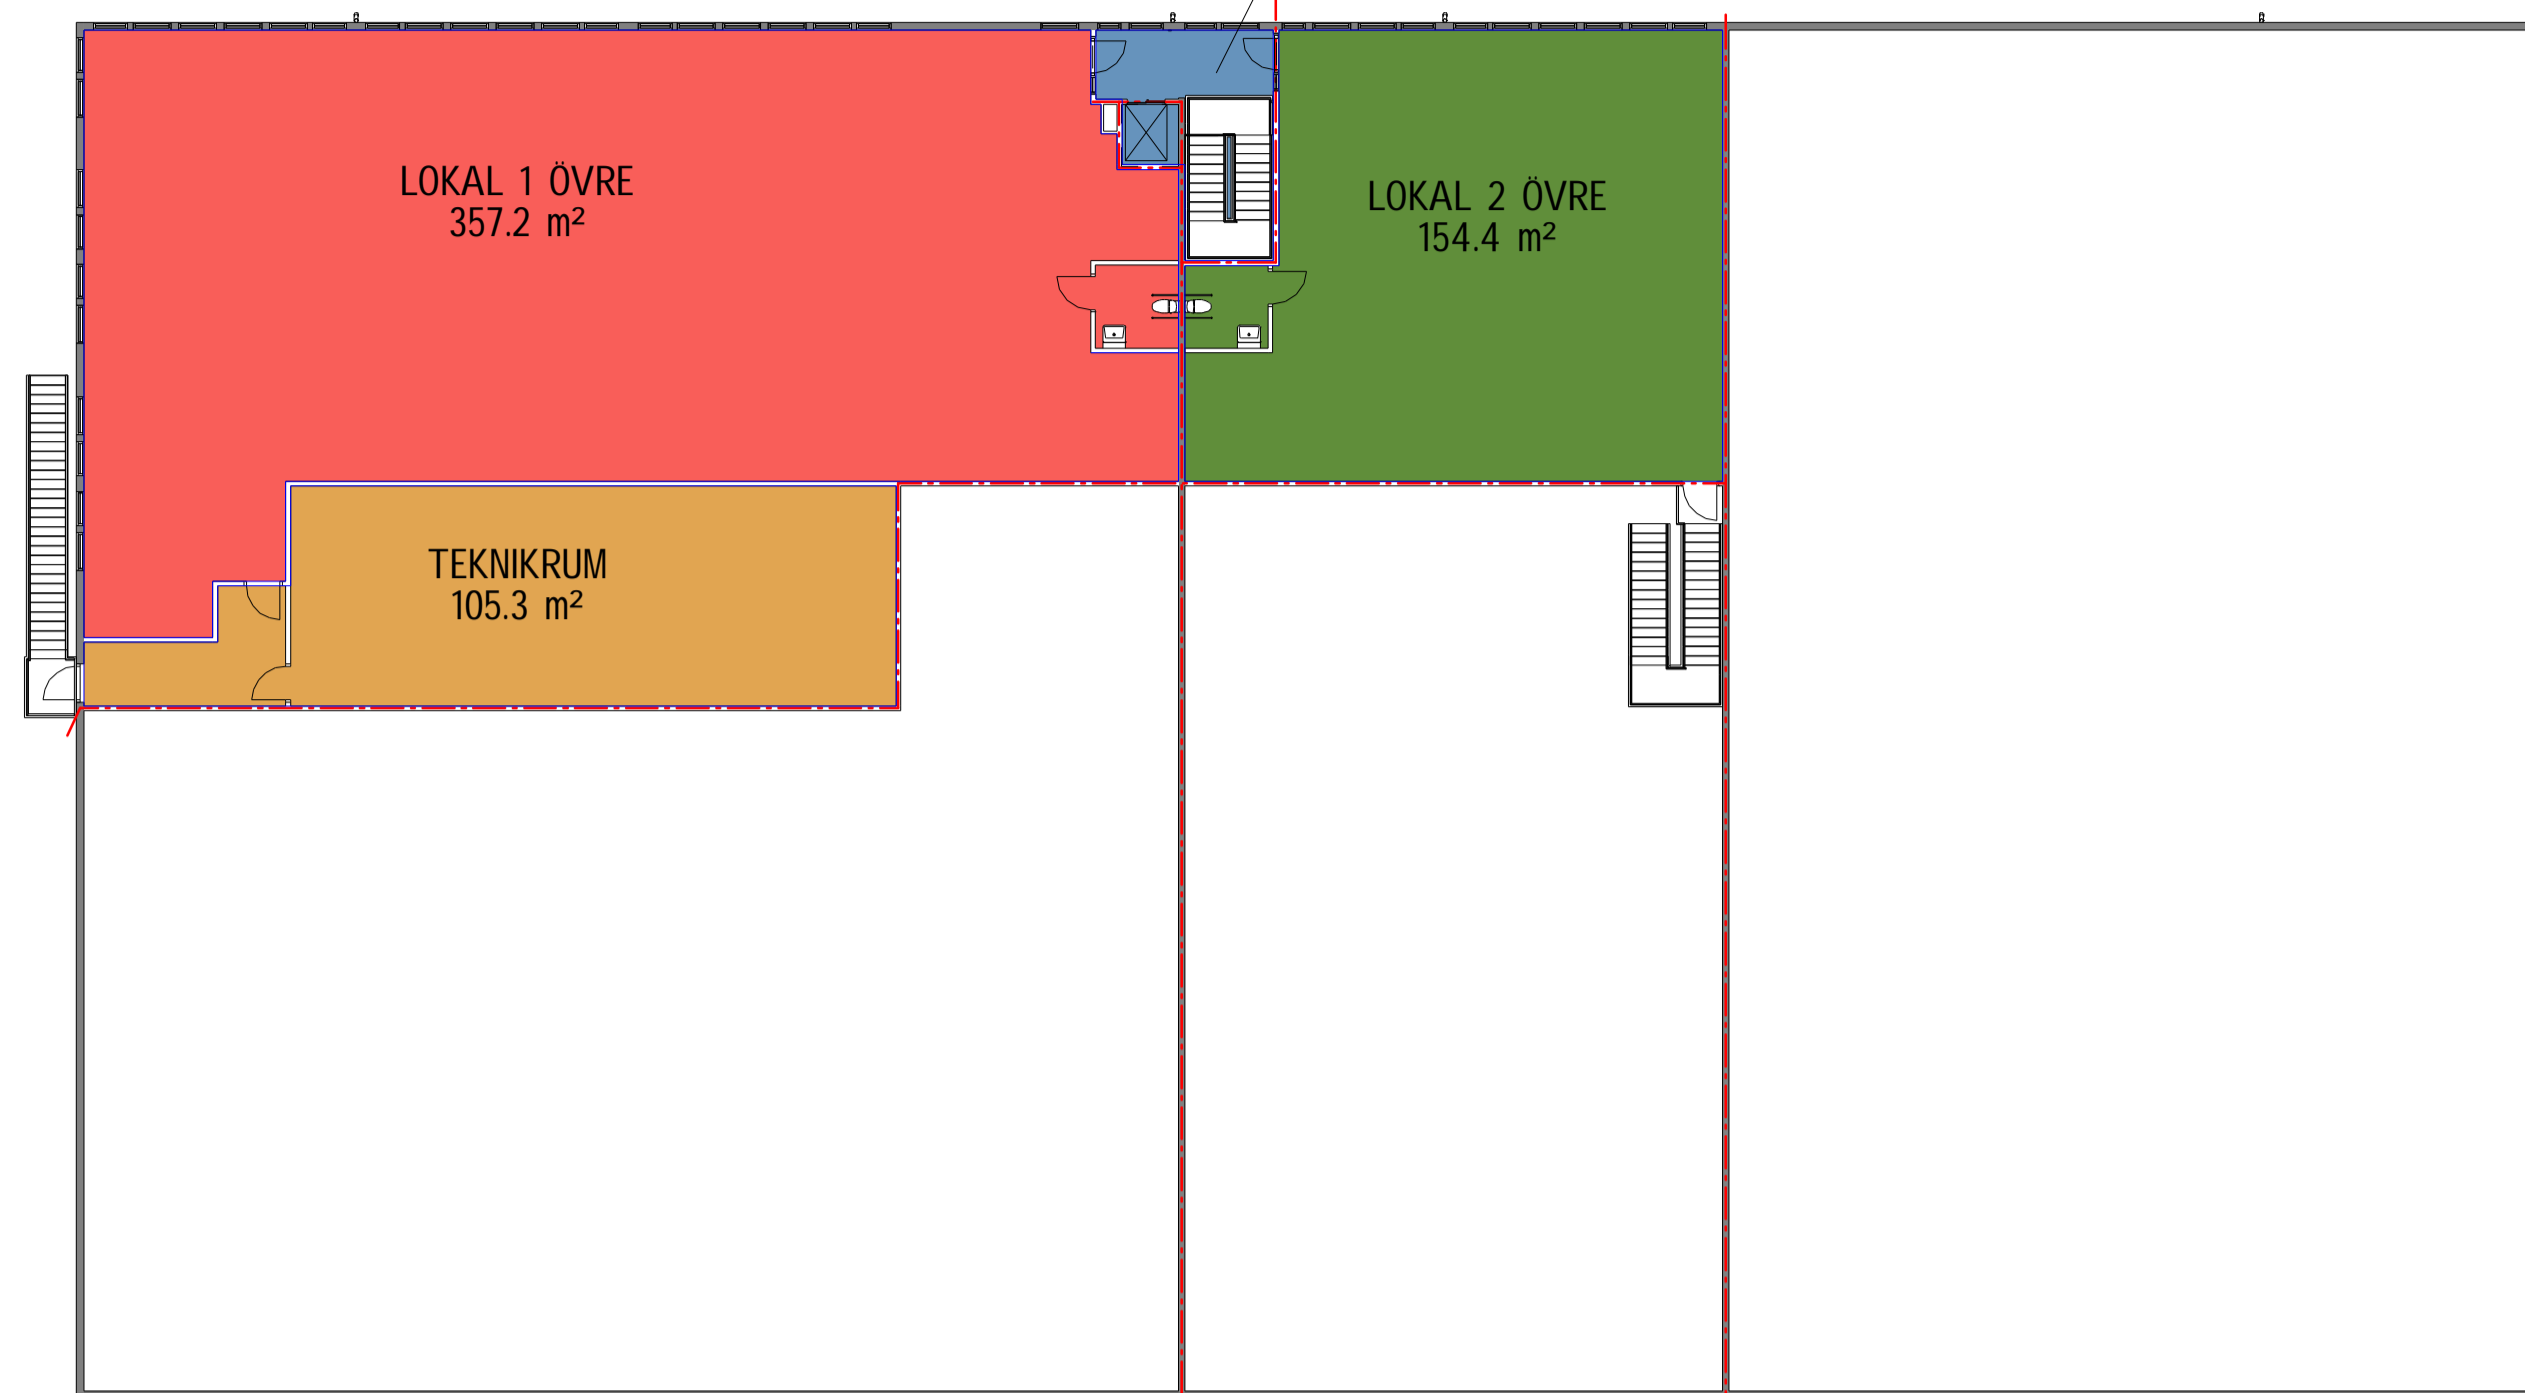 LOKAL 1 ÖVRE
357.2 m²
LOKAL 2 ÖVRE
154.4 m²
TEKNIKRUM
105.3 m²